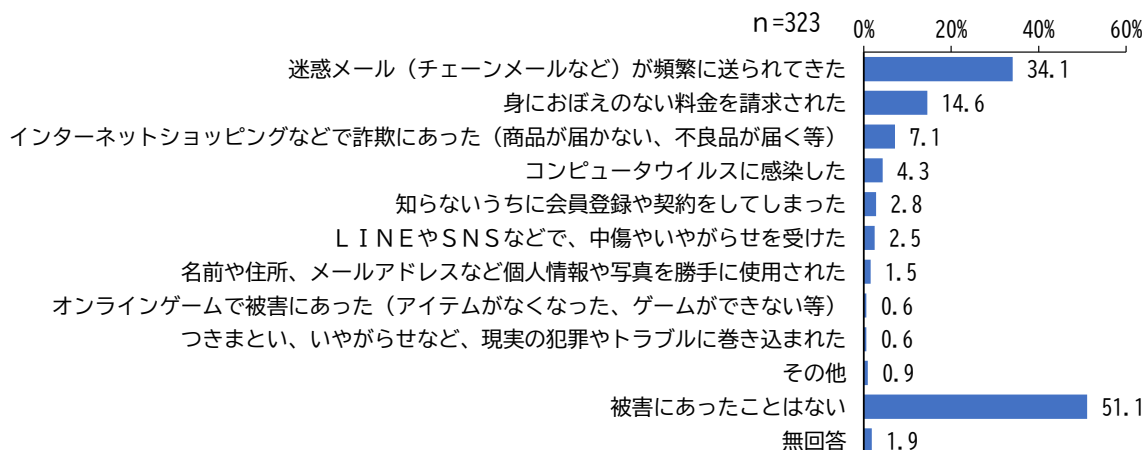 ｎ=323
0% 20% 40% 60%
迷惑メール（チェーンメールなど）が頻繁に送られてきた 34.1
身におぼえのない料金を請求された 14.6
インターネットショッピングなどで詐欺にあった（商品が届かない、不良品が届く等） 7.1
コンピュータウイルスに感染した 4.3
知らないうちに会員登録や契約をしてしまった 2.8
ＬＩＮＥやＳＮＳなどで、中傷やいやがらせを受けた 2.5
名前や住所、メールアドレスなど個人情報や写真を勝手に使用された 1.5
オンラインゲームで被害にあった（アイテムがなくなった、ゲームができない等） 0.6
つきまとい、いやがらせなど、現実の犯罪やトラブルに巻き込まれた 0.6
その他 0.9
被害にあったことはない 51.1
無回答 1.9